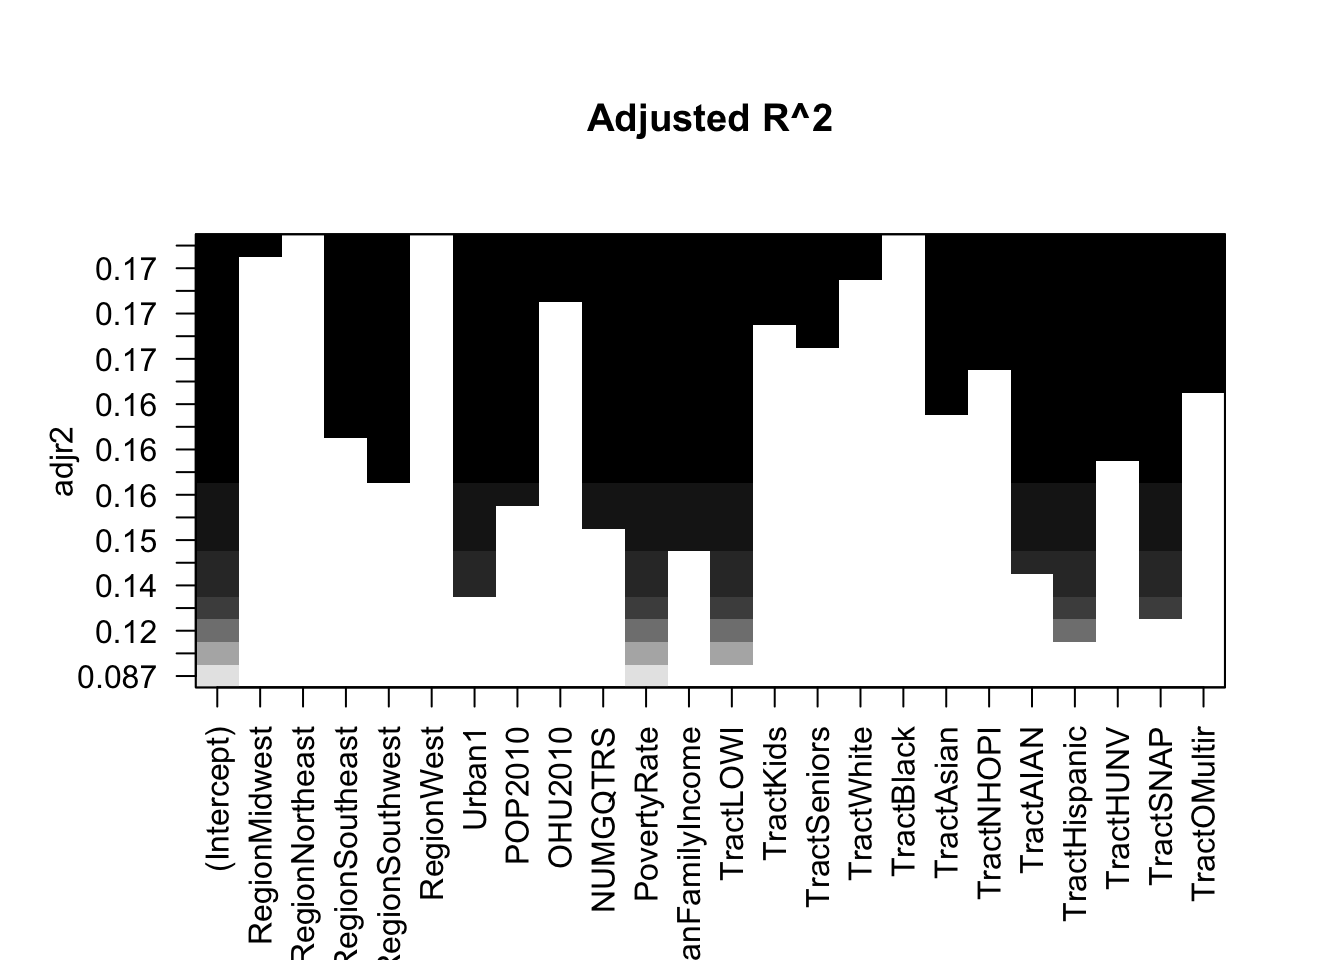 Adjusted R^2
adjr2
0.17
0.17
0.17
0.16
0.16
0.16
0.15
0.14
0.12
0.087
(Intercept)
RegionMidwest
RegionNortheast
RegionSoutheast
RegionSouthwest
RegionWest
Urban1
POP2010
OHU2010
NUMGQTRS
PovertyRate
anFamilyIncome
TractLOWI
TractKids
TractSeniors
TractWhite
TractBlack
TractAsian
TractNHOPI
TractAIAN
TractHispanic
TractHUNV
TractSNAP
TractOMultir